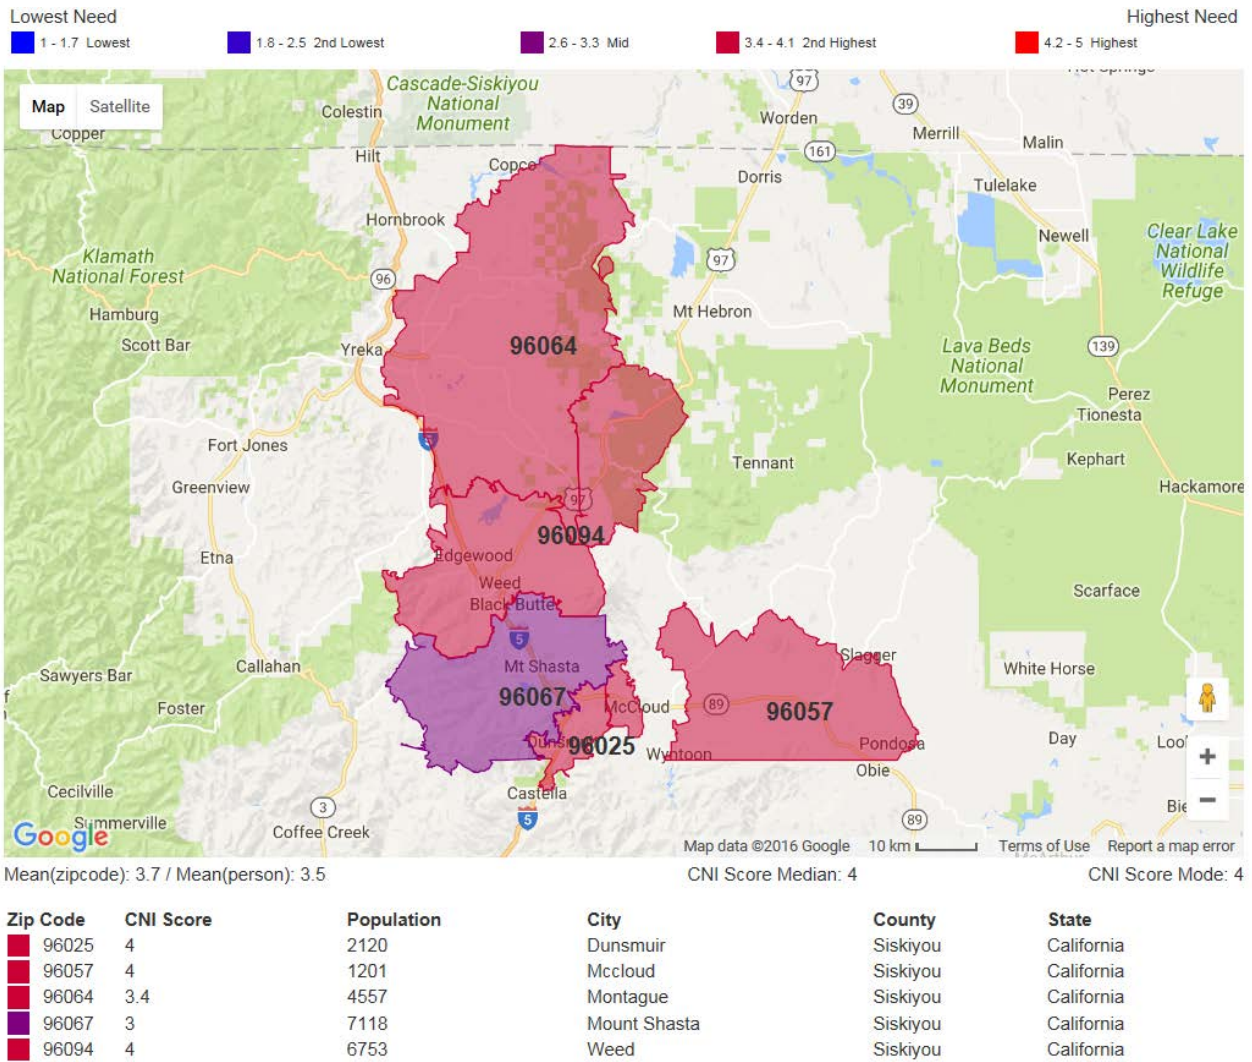 Lowest Need Highest Need
1 - 1.7 Lowest 1.8 - 2.5 2nd Lowest 2.6 - 3.3 Mid 3.4 - 4.1 2nd Highest 4.2 - 5 Highest
Map Satellite
Cascade-Siskiyou
National
Monument
97
39
Colestin
Worden
Copper
Merrill
Malin
Hilt
161
Copco
Dorris
Tulelake
Hornbrook
Newell
Clear Lake
National
Wildlife
Refuge
Klamath
National Forest
97
96
Hamburg
Mt Hebron
Scott Bar
Yreka
96064
Lava Beds
National
Monument
139
Perez
Tionesta
Fort Jones
5
Tennant
Kephart
Greenview
Hackamore
97
96094
Etna
Edgewood
Weed
Black Butte
Scarface
5
Callahan
Mt Shasta
Slagger
White Horse
Sawyers Bar
96067
Foster
McCloud
89
96057
96025
Wyntoon
Pondosa
Day
Obie
Castella
Cecilville
3
Summerville
Coffee Creek
5
89
Google
Map data ©2016 Google 10 km Terms of Use Report a map error
Mean(zipcode): 3.7 / Mean(person): 3.5 CNI Score Median: 4 CNI Score Mode: 4
Zip Code CNI Score Population City County State
96025 4 2120 Dunsmuir Siskiyou California
96057 4 1201 Mccloud Siskiyou California
96064 3.4 4557 Montague Siskiyou California
96067 3 7118 Mount Shasta Siskiyou California
96094 4 6753 Weed Siskiyou California